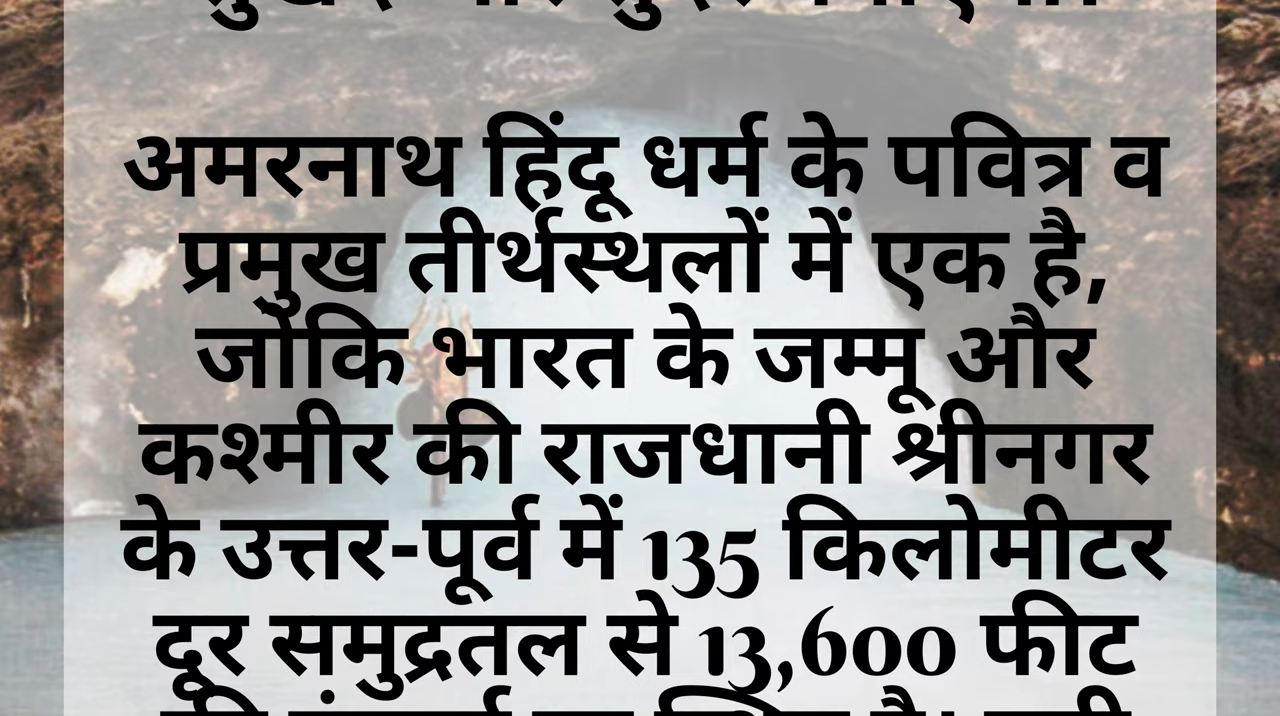 अमरनाथ हिंदू धर्म के पवित्र व
प्रमुख तीर्थस्थलों में एक है,
जोकि भारत के जम्मू और
कश्मीर की राजधानी श्रीनगर
के उत्तर-पूर्व में 135 किलोमीटर
दूर समुद्रतल से 13,600 फीट